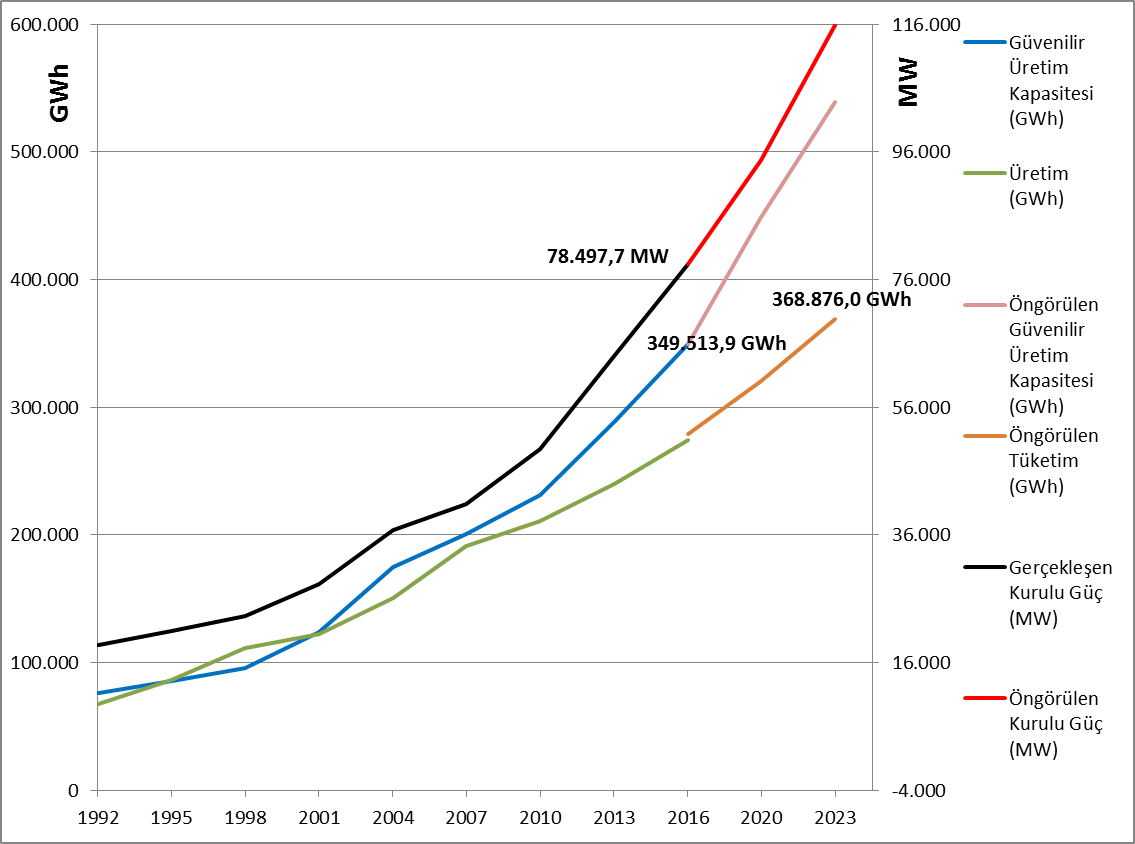 600.000
500.000
400.000
300.000
200.000
100.000
0
GWh
1992 1995 1998 2001 2004 2007 2010 2013 2016 2020 2023
78.497,7 MW
349.513,9 GWh
368.876,0 GWh
116.000
96.000
76.000
56.000
36.000
16.000
-4.000
MW
Güvenilir
Üretim
Kapasitesi
(GWh)
Üretim
(GWh)
Öngörülen
Güvenilir
Üretim
Kapasitesi
(GWh)
Öngörülen
Tüketim
(GWh)
Gerçekleşen
Kurulu Güç
(MW)
Öngörülen
Kurulu Güç
(MW)